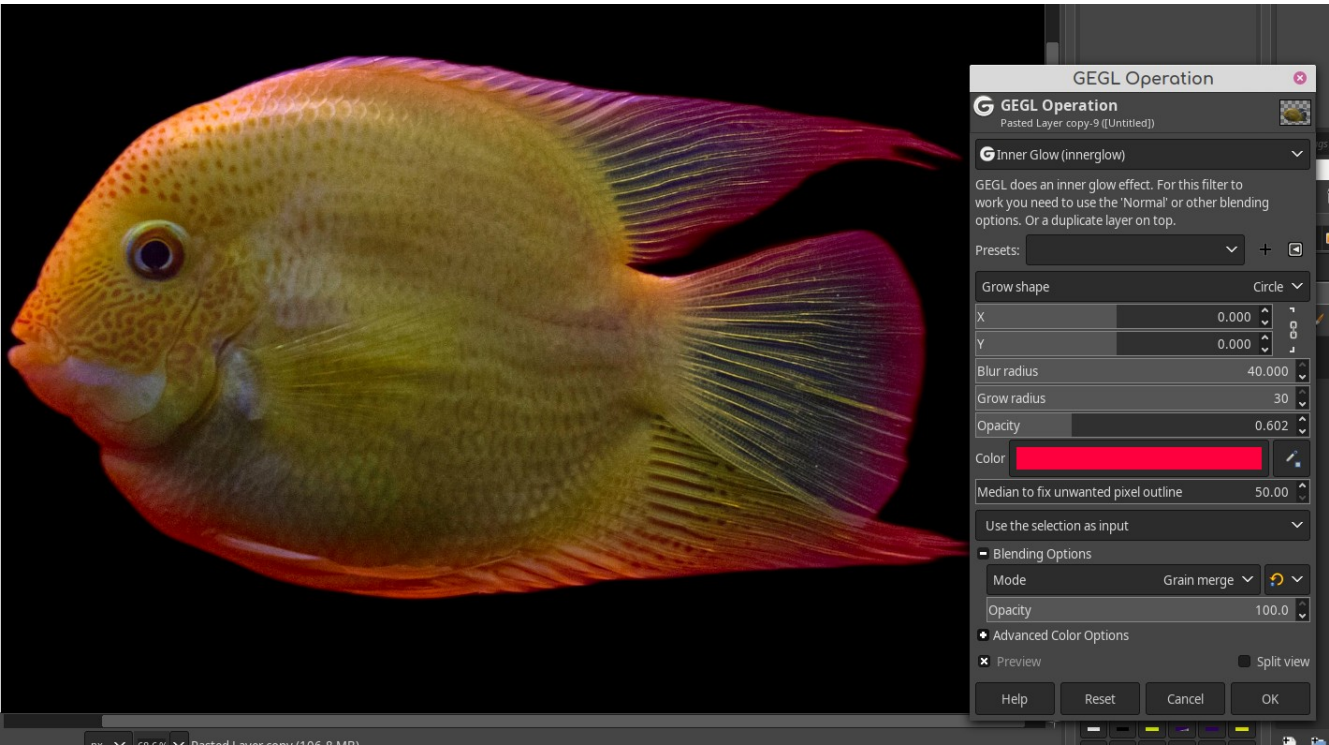 GEGL Operation
GEGL Operation
Pasted Layer copy-9 ([Untitled])
Inner Glow (innerglow)
GEGL does an inner glow effect. For this filter to
work you need to use the 'Normal' or other blending
options. Or a duplicate layer on top.
Presets:
Grow shape Circle
X 0.000
Y 0.000
Blur radius 40.000
Grow radius 30
Opacity 0.602
Color
Median to fix unwanted pixel outline 50.00
Use the selection as input
Blending Options
Mode Grain merge
Opacity 100.0
Advanced Color Options
Preview Split view
Help Reset Cancel OK
Pasted Layer copy (106.8 MB)